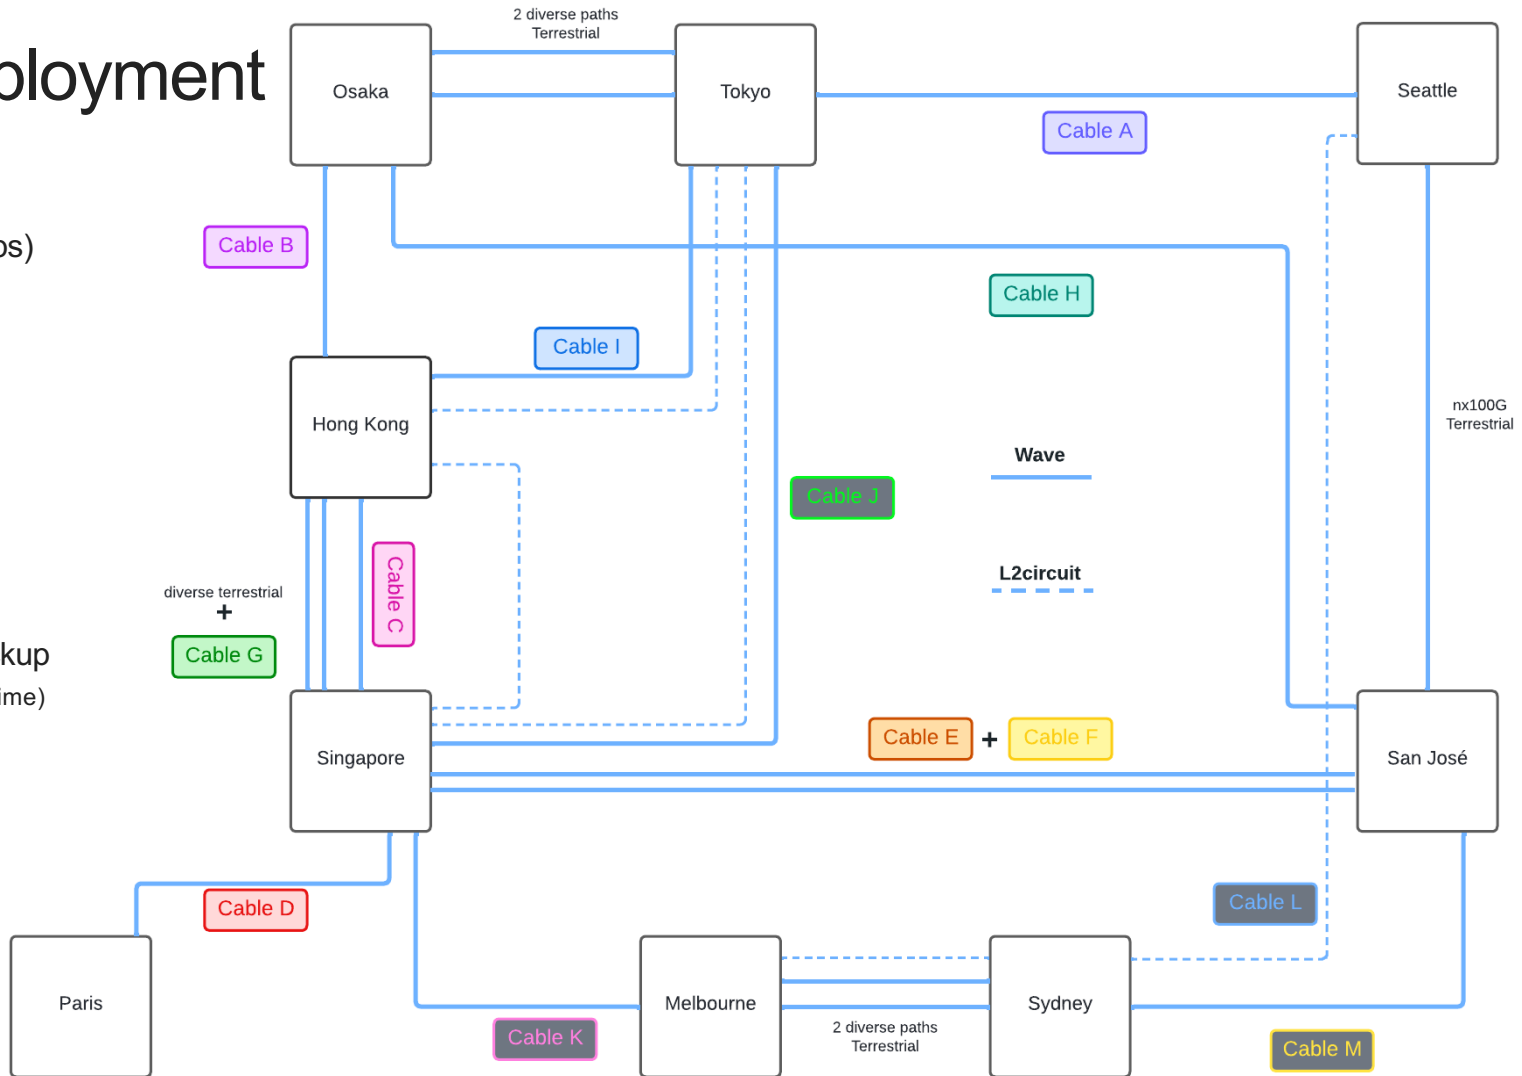 ployment
2 diverse paths
Terrestrial
Osaka
Tokyo
Seattle
Cable A
Cable B
os)
Cable H
Cable I
Hong Kong
nx100G
Terrestrial
Wave
Cable J
L2circuit
Cable C
diverse terrestrial
+
Cable G
kup
ime)
Cable E + Cable F
Singapore
San José
Cable D
Cable L
Paris
Melbourne
Sydney
2 diverse paths
Terrestrial
Cable K
Cable M